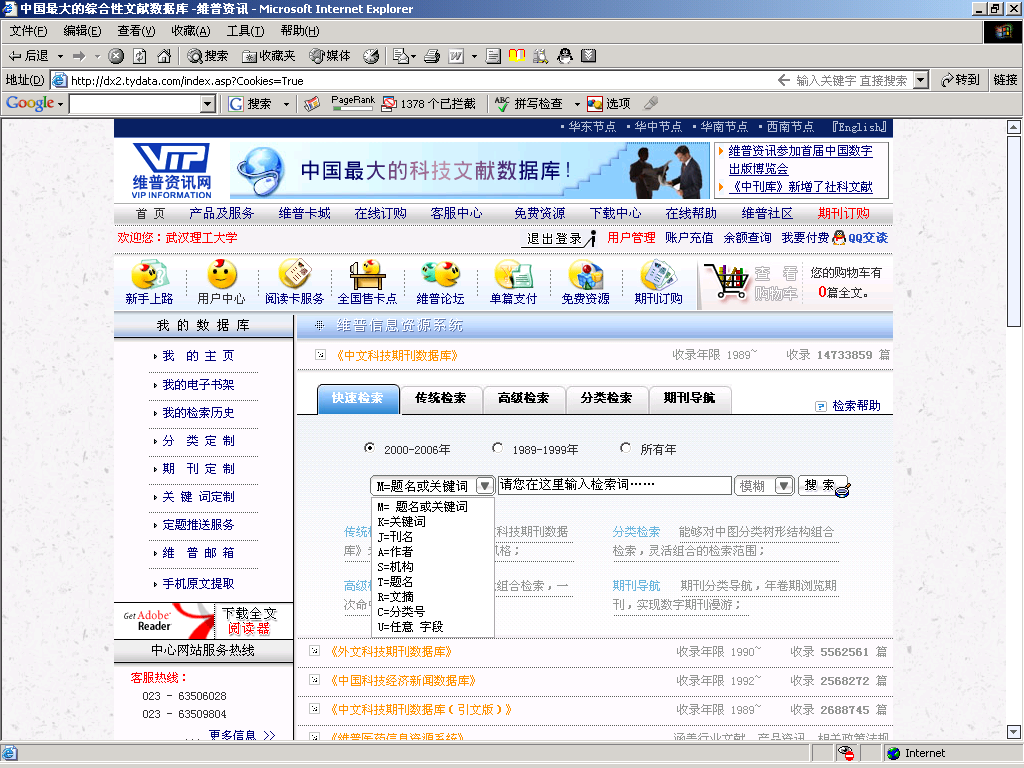 中国最大的综合性文献数据库 -维普资讯 - Microsoft Internet Explorer
文件(F) 编辑(E) 查看(V) 收藏(A) 工具(T) 帮助(H)
后退 搜索 收藏夹 媒体
地址(D) http://dx2.tydata.com/index.asp?Cookies=True 输入关键字 直接搜索 转到 链接
Google G 搜索 PageRank 1378 个已拦截 ABC 拼写检查 选项
·华东节点 ·华中节点 ·华南节点 ·西南节点 『English』
VIP 维普资讯网 VIP INFORMATION
中国最大的科技文献数据库！
维普资讯参加首届中国数字
出版博览会
《中刊库》新增了社科文献
首 页 产品及服务 维普卡城 在线订购 客服中心 免费资源 下载中心 在线帮助 维普社区 期刊订购
欢迎您：武汉理工大学 退出登录 用户管理 账户充值 余额查询 我要付费 QQ交谈
新手上路 用户中心 阅读卡服务 全国售卡点 维普论坛 单篇支付 免费资源 期刊订购
查 看
购物车
您的购物车有
0篇全文。
我 的 数 据 库
我 的 主 页
我的电子书架
我的检索历史
分 类 定 制
期 刊 定 制
关 键 词定制
定题推送服务
维 普 邮 箱
手机原文提取
Get Adobe Reader 下载全文
阅读器
中心网站服务热线
客服热线：
023 - 63506028
023 - 63509804
... 更多信息 >>
维普信息资源系统
《中文科技期刊数据库》 收录年限 1989~ 收录 14733859 篇
快速检索 传统检索 高级检索 分类检索 期刊导航
检索帮助
2000-2006年 1989-1999年 所有年
M=题名或关键词 请您在这里输入检索词…… 模糊 搜 索
M= 题名或关键词
K=关键词
J=刊名
A=作者
S=机构
T=题名
R=文摘
C=分类号
U=任意 字段
传统 科技期刊数据
库》 格；
高级 组合检索，一
次命
分类检索 能够对中图分类树形结构组合
检索，灵活组合的检索范围；
期刊导航 期刊分类导航，年卷期浏览期
刊，实现数字期刊漫游；
《外文科技期刊数据库》 收录年限 1990~ 收录 5562561 篇
《中国科技经济新闻数据库》 收录年限 1992~ 收录 2568272 篇
《中文科技期刊数据库（引文版）》 收录年限 1989~ 收录 2688745 篇
《维普医药信息资源系统》 涵盖行业文献、产品资讯、相关政策法规
Internet